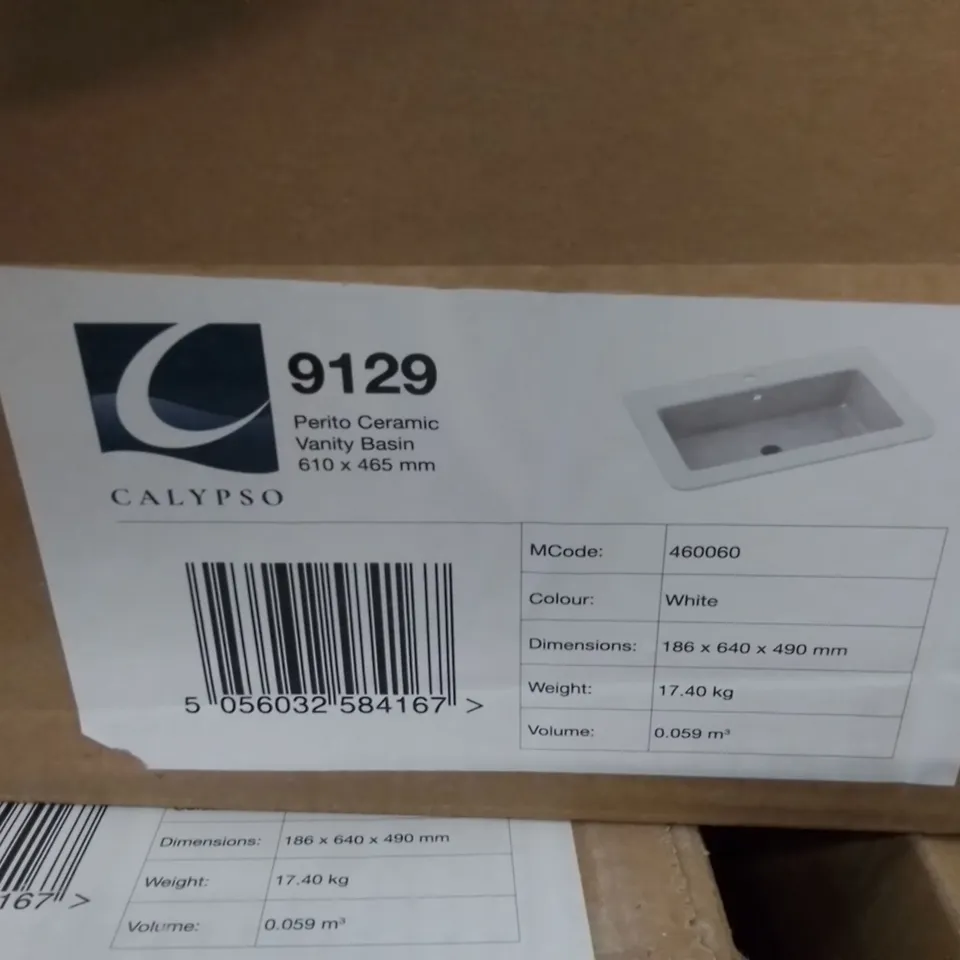 9129
Perito Ceramic
Vanity Basin
610 x 465 mm
CALYPSO
MCode: 460060
Colour: White
Dimensions: 186 x 640 x 490 mm
Weight: 17.40 kg
Volume: 0.059 m³
5 056032 584167 >
Dimensions: 186 x 640 x 490 mm
Weight: 17.40 kg
Volume: 0.059 m³
167 >